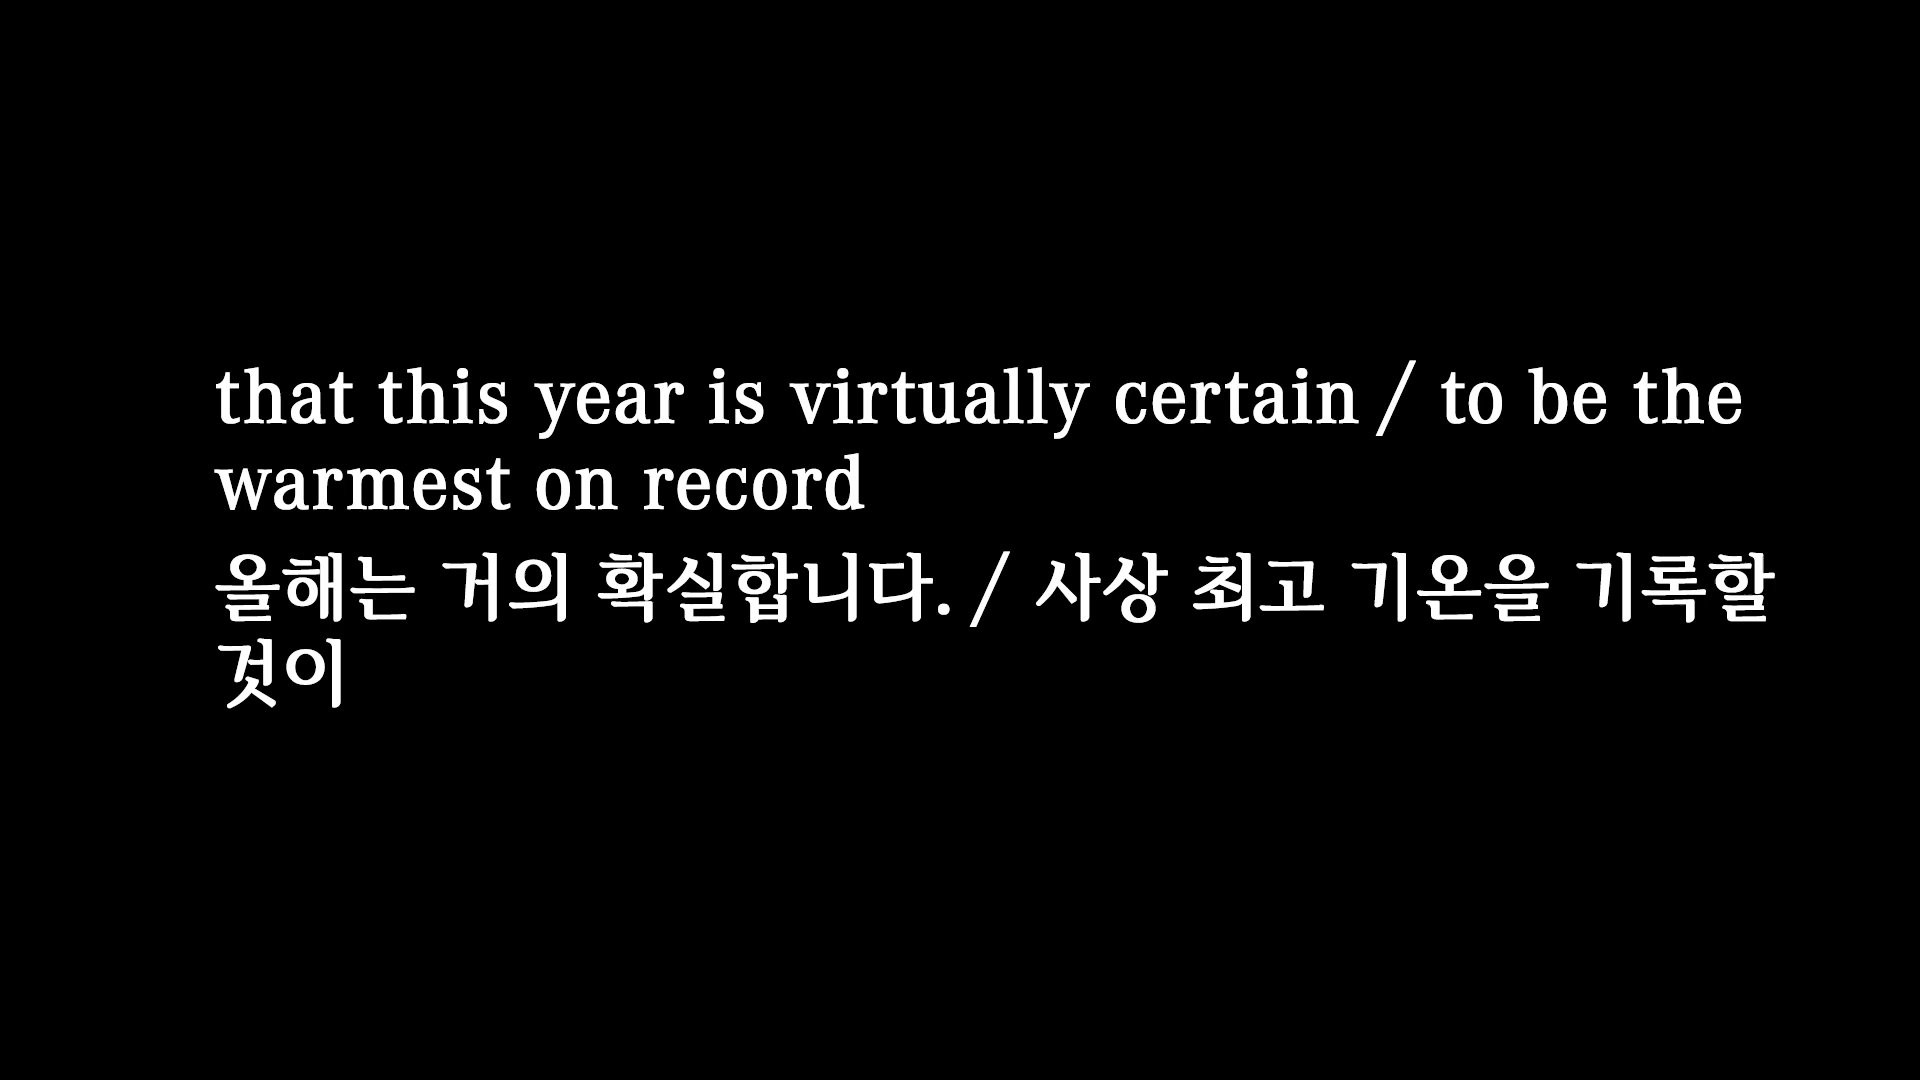 that this year is virtually certain / to be the
warmest on record
올해는 거의 확실합니다. / 사상 최고 기온을 기록할
것이